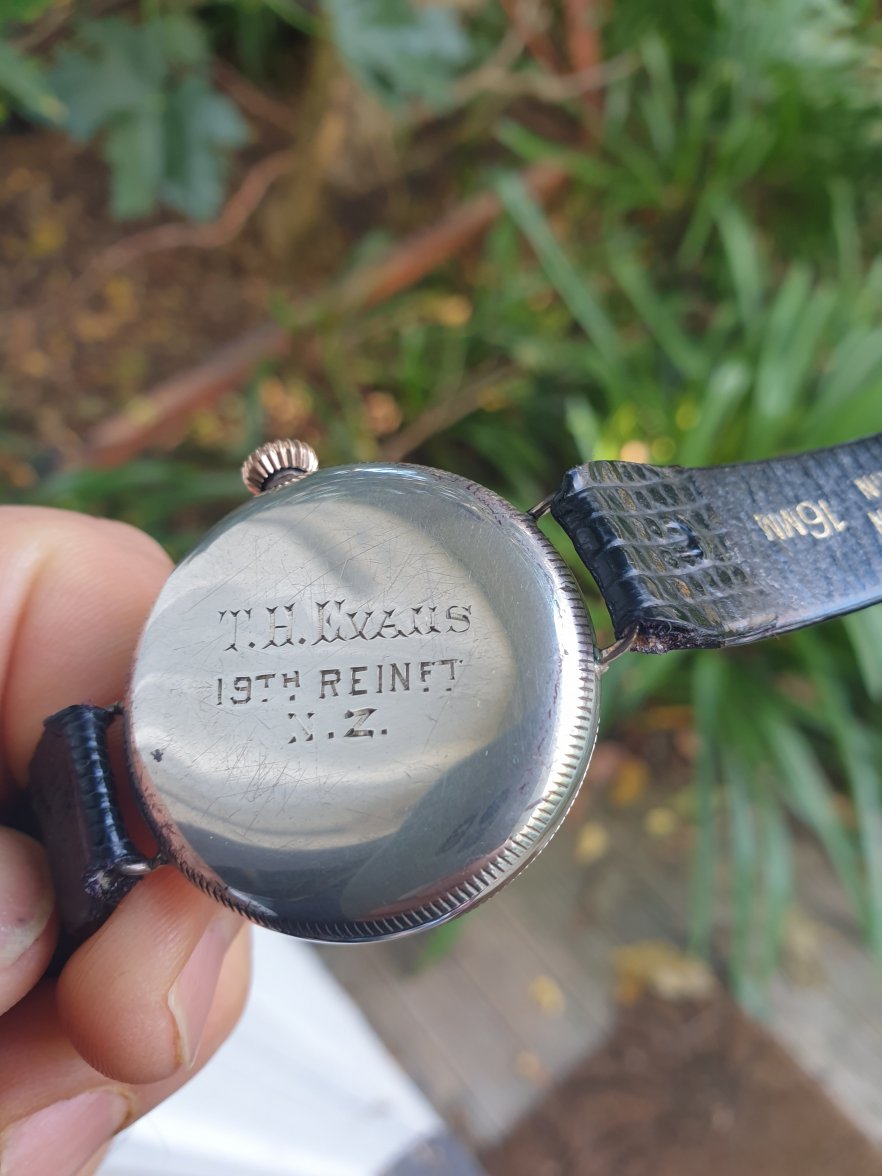 T.H. Evans
19TH REINFT
N.Z.
16MM